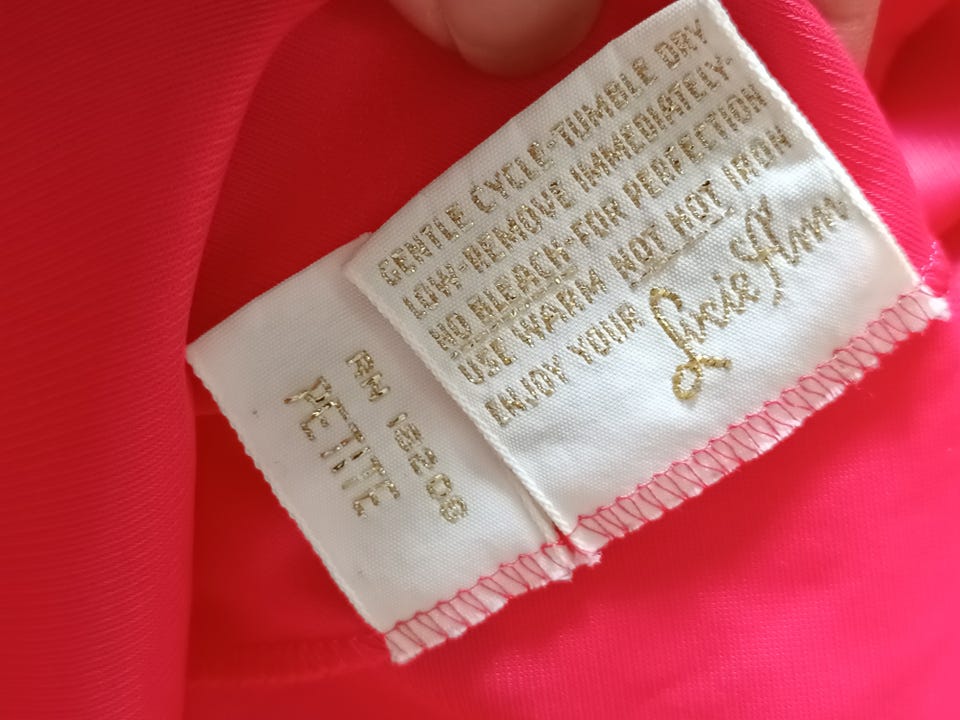 GENTLE CYCLE-TUMBLE DRY
LOW-REMOVE IMMEDIATELY-
NO BLEACH-FOR PERFECTION
USE WARM NOT HOT IRON
ENJOY YOUR Lucie Ann
RN 18208
PETITE